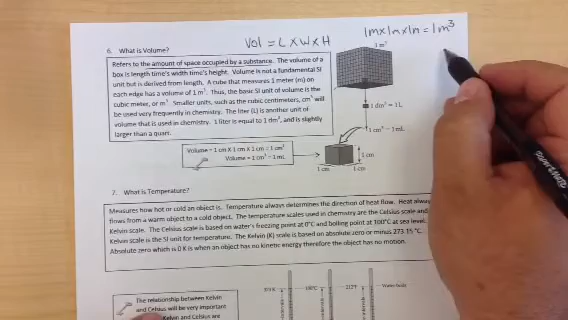 Vol = L X W X H
1m x 1m x 1m = 1m³
6. What is Volume?
1 m³
Refers to the amount of space occupied by a substance. The volume of a
box is length time's width time's height. Volume is not a fundamental SI
unit but is derived from length. A cube that measures 1 meter (m) on
each edge has a volume of 1 m³. Thus, the basic SI unit of volume is the
cubic meter, or m³. Smaller units, such as the cubic centimeters, cm³ will
be used very frequently in chemistry. The liter (L) is another unit of
volume that is used in chemistry. 1 liter is equal to 1 dm³, and is slightly
larger than a quart.
1 dm³ = 1 L
1 cm³ = 1 mL
Volume = 1 cm X 1 cm X 1 cm = 1 cm³
Volume = 1 cm³ = 1 mL
1 cm
1 cm
1 cm
7. What is Temperature?
Measures how hot or cold an object is. Temperature always determines the direction of heat flow. Heat
flows from a warm object to a cold object. The temperature scales used in chemistry are the Celsius scale and
Kelvin scale. The Celsius scale is based on water's freezing point at 0°C and boiling point at 100°C at sea level.
Kelvin scale is the SI unit for temperature. The Kelvin (K) scale is based on absolute zero or minus 273.15 °C.
Absolute zero which is 0 K is when an object has no kinetic energy therefore the object has no motion.
The relationship between Kelvin
and Celsius will be very important
Kelvin and Celsius are
100°C
212°F
Water boils